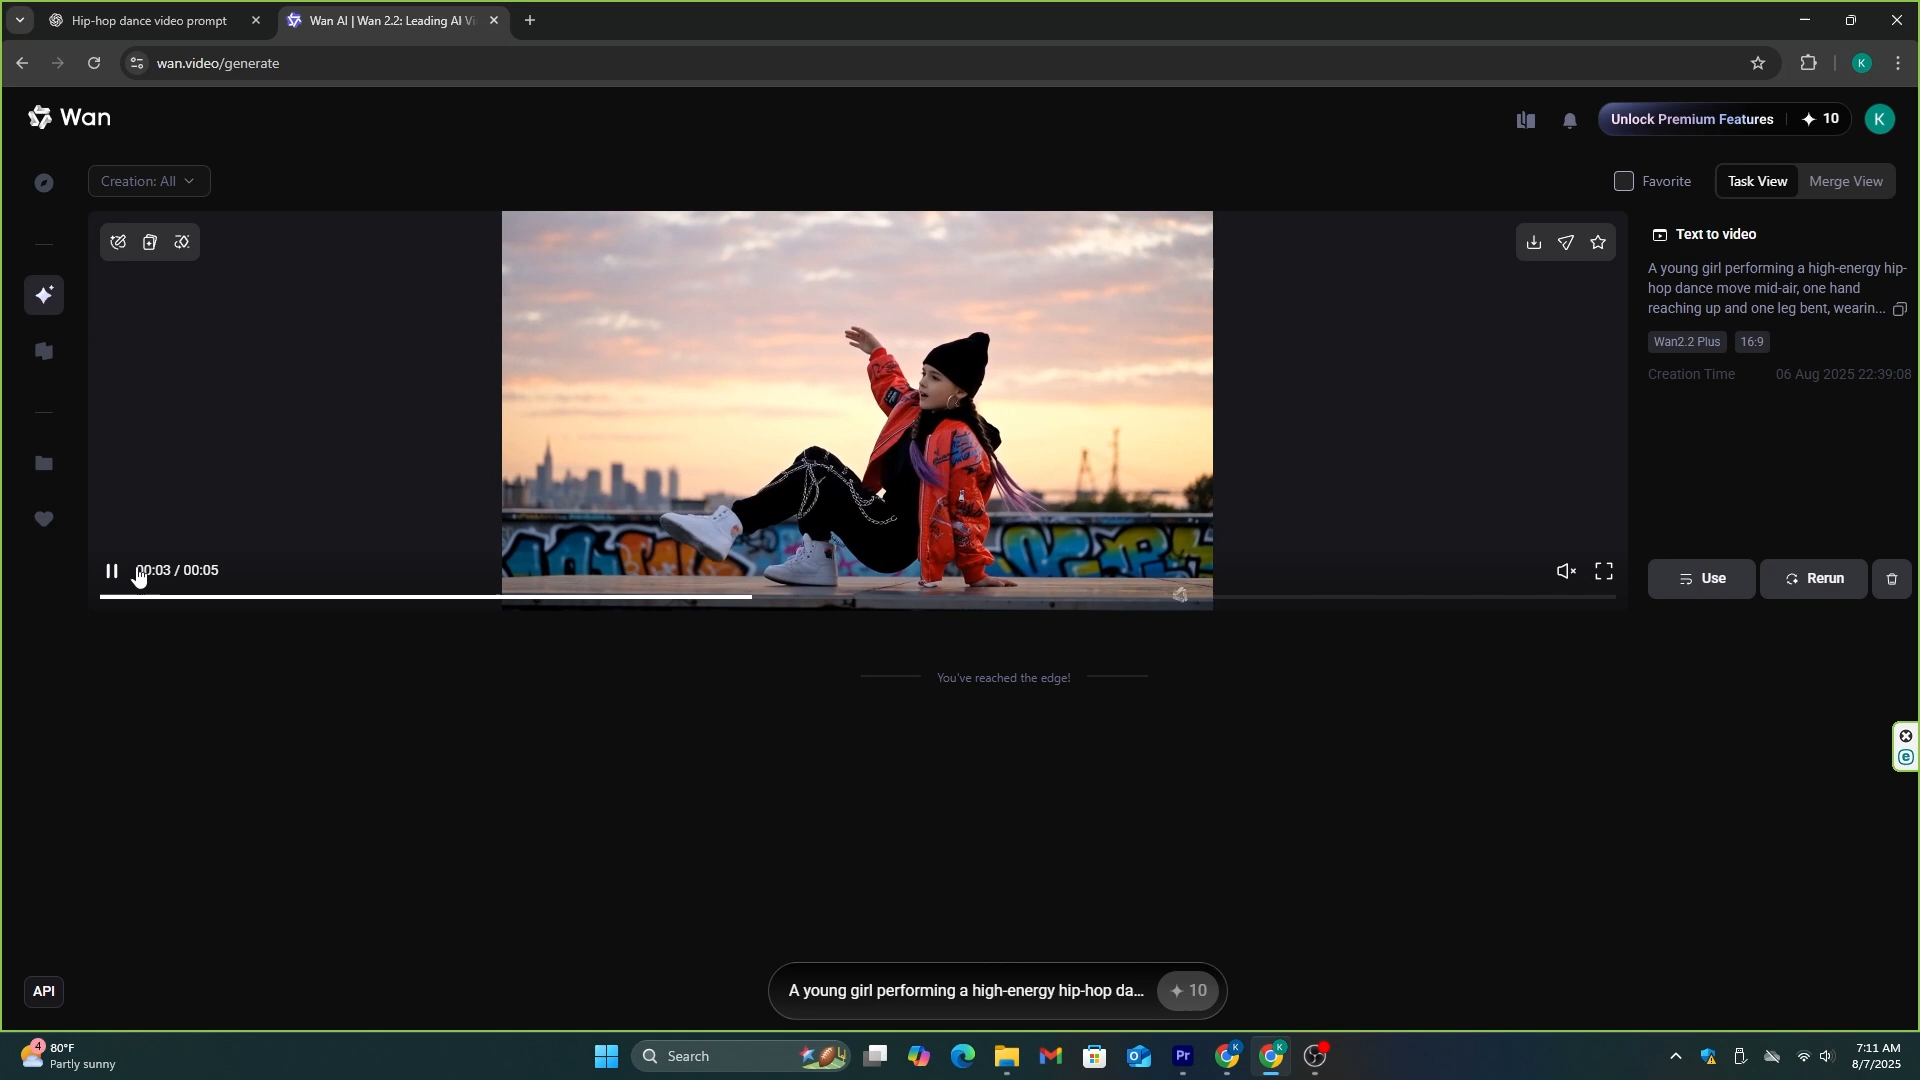 Hip-hop dance video prompt
Wan AI | Wan 2.2: Leading AI Vi
wan.video/generate
K
Wan
Unlock Premium Features
10
K
Creation: All
Favorite
Task View
Merge View
Text to video
A young girl performing a high-energy hip-
hop dance move mid-air, one hand
reaching up and one leg bent, wearin...
Wan2.2 Plus
16:9
Creation Time
06 Aug 2025 22:39:08
00:03 / 00:05
Use
Rerun
You've reached the edge!
API
A young girl performing a high-energy hip-hop da...
10
4
80°F
Partly sunny
Search
Pr
K
K
7:11 AM
8/7/2025